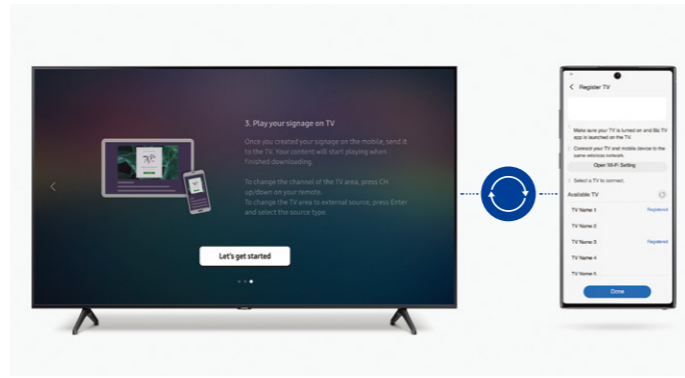 3. Play your signage on TV
Once you created your signage on the mobile, send it
to the TV. Your content will start playing when
finished downloading.
To change the channel of the TV area, press CH
up/down on your remote.
To change the TV area to external source, press Enter
and select the source type.
Let's get started
Register TV
Make sure your TV is turned on and Biz TV
app is launched on the TV.
Connect your TV and mobile device to the
same wireless network.
Open Wi-Fi Setting
Select a TV to connect.
Available TV
TV Name 1 Registered
TV Name 2
TV Name 3 Registered
TV Name 4
TV Name 5
Done